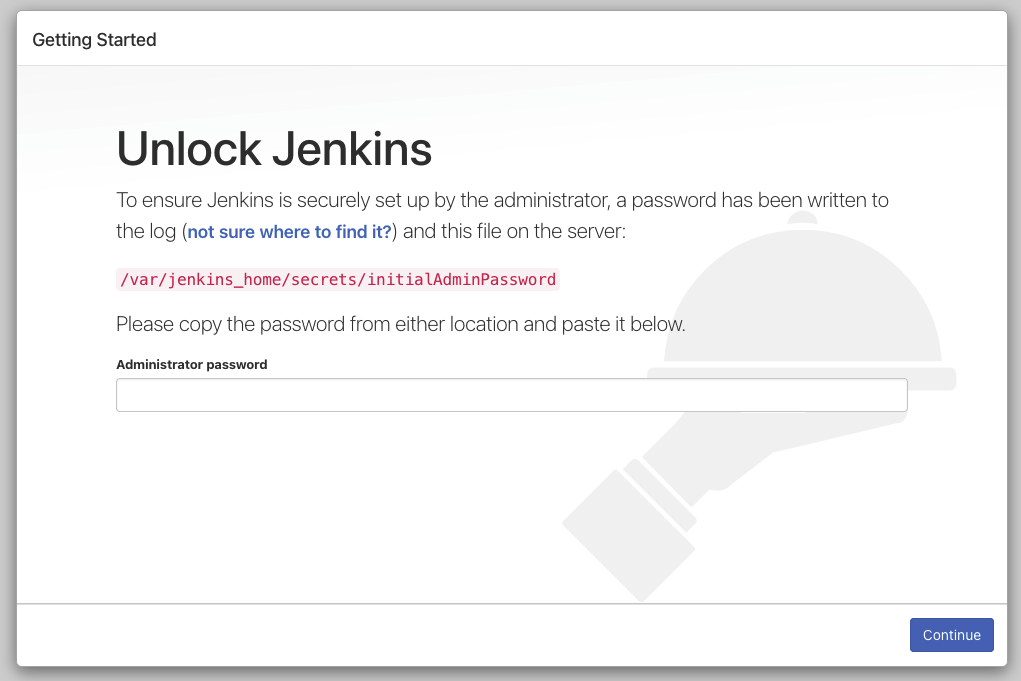 Getting Started
Unlock Jenkins
To ensure Jenkins is securely set up by the administrator, a password has been written to
the log (not sure where to find it?) and this file on the server:
/var/jenkins_home/secrets/initialAdminPassword
Please copy the password from either location and paste it below.
Administrator password
Continue